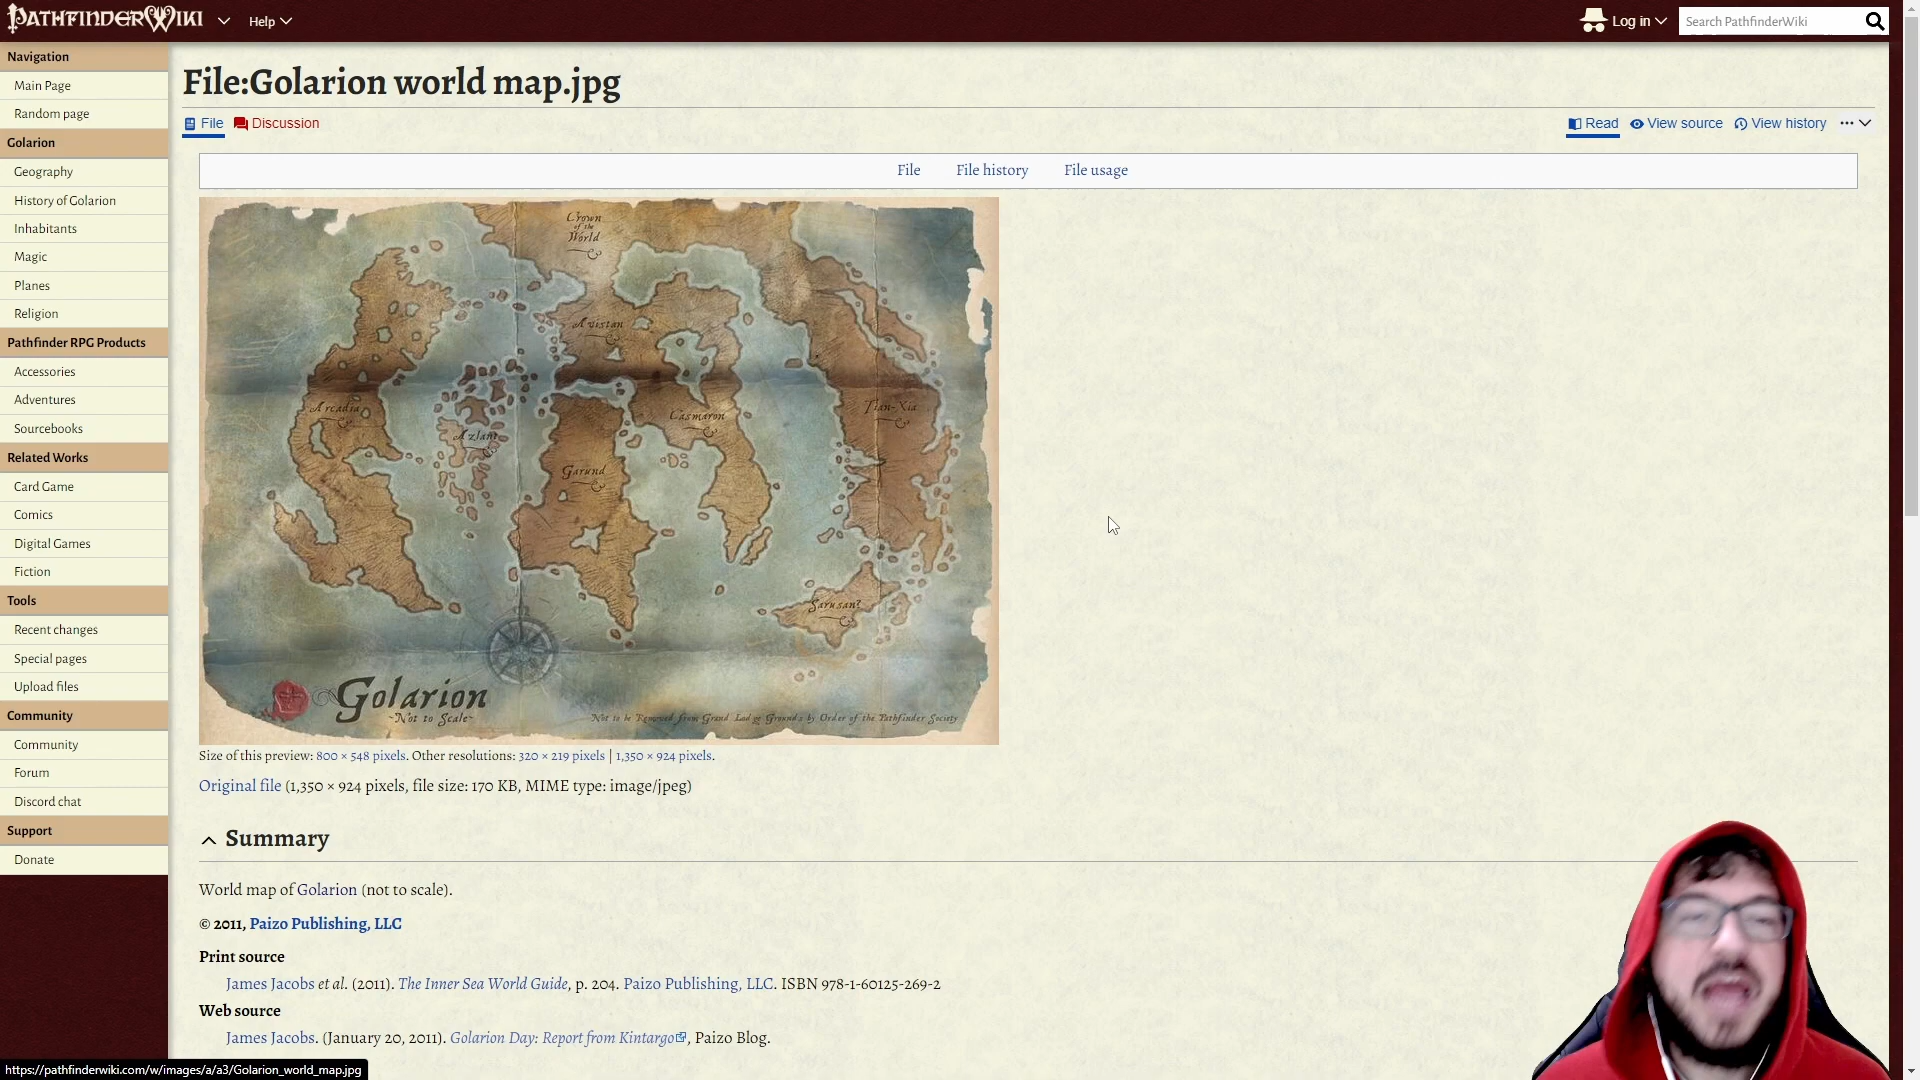 PathfinderWiki
Help
Log in
Search PathfinderWiki
Navigation
Main Page
Random page
Golarion
Geography
History of Golarion
Inhabitants
Magic
Planes
Religion
Pathfinder RPG Products
Accessories
Adventures
Sourcebooks
Related Works
Card Game
Comics
Digital Games
Fiction
Tools
Recent changes
Special pages
Upload files
Community
Community
Forum
Discord chat
Support
Donate
File:Golarion world map.jpg
File Discussion
Read View source View history
File File history File usage
Crown
of the
World
Avistan
Arcadia
Azlant
Casmaron
Tian-Xia
Garund
Sarusan?
Golarion
~Not to Scale~
Not to be Removed from Grand Lodge Grounds by Order of the Pathfinder Society
Size of this preview: 800 × 548 pixels. Other resolutions: 320 × 219 pixels | 1,350 × 924 pixels.
Original file (1,350 × 924 pixels, file size: 170 KB, MIME type: image/jpeg)
Summary
World map of Golarion (not to scale).
© 2011, Paizo Publishing, LLC
Print source
James Jacobs et al. (2011). The Inner Sea World Guide, p. 204. Paizo Publishing, LLC. ISBN 978-1-60125-269-2
Web source
James Jacobs. (January 20, 2011). Golarion Day: Report from Kintargo, Paizo Blog.
https://pathfinderwiki.com/w/images/a/a3/Golarion_world_map.jpg